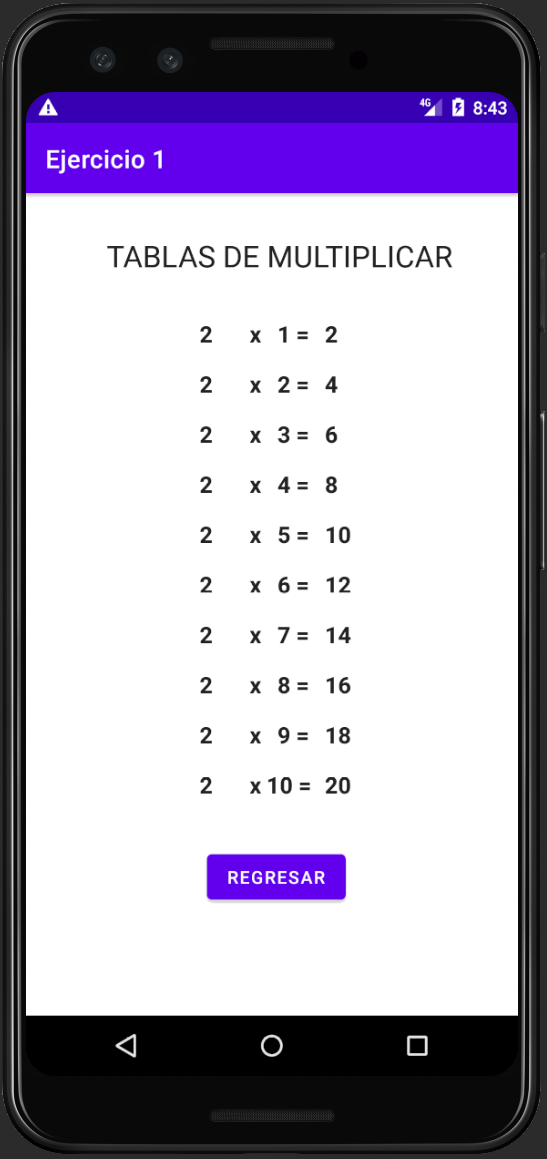 4G 8:43
Ejercicio 1
TABLAS DE MULTIPLICAR
2 x 1 = 2
2 x 2 = 4
2 x 3 = 6
2 x 4 = 8
2 x 5 = 10
2 x 6 = 12
2 x 7 = 14
2 x 8 = 16
2 x 9 = 18
2 x 10 = 20
REGRESAR